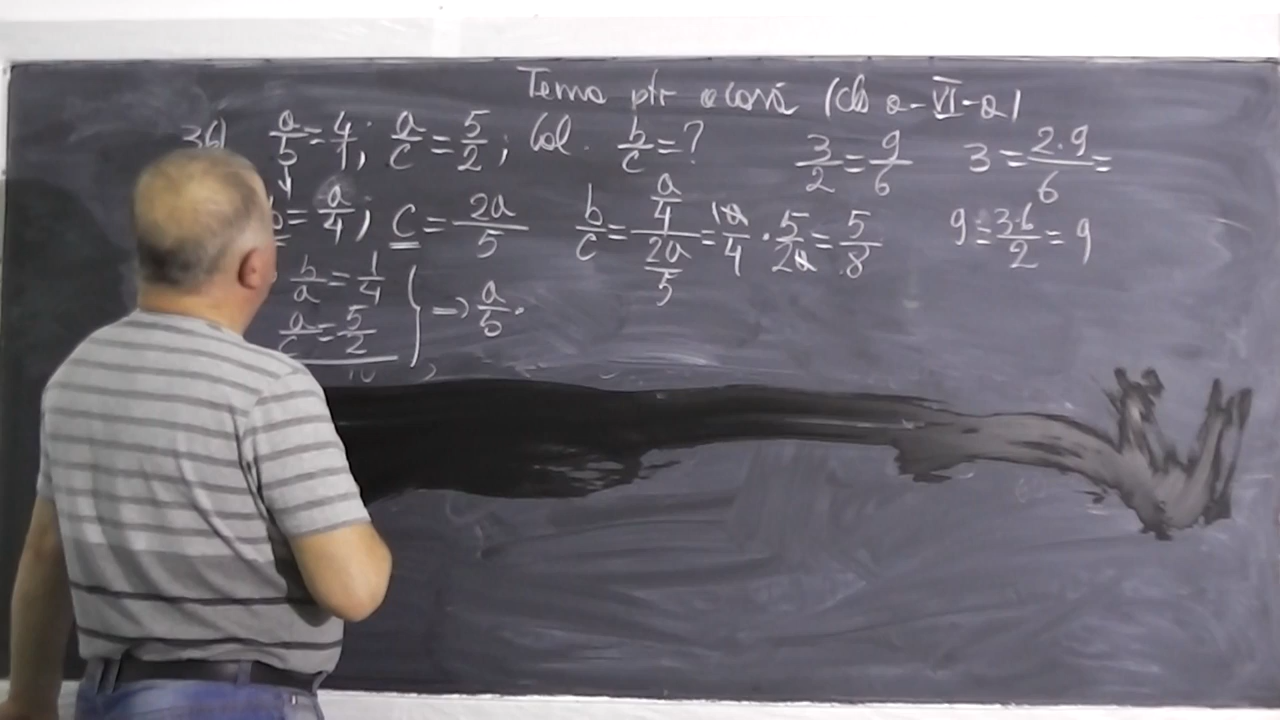 Tema ptr acasă (cls a-VI-a)
36) a/b = 4/1; a/c = 5/2; Col. b/c = ?
3/2 = 9/6 3 = 2·9/6 =
b = a/4; c = 2a/5 b/c = (a/4)/(2a/5) = 1a/4 · 5/2a = 5/8
9 = 3·6/2 = 9
b/a = 1/4
a/c = 5/2 } => a/b ·